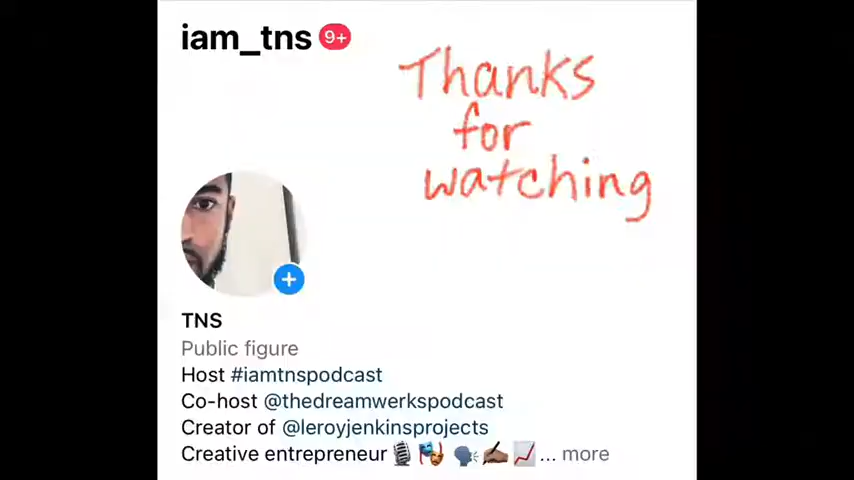 iam_tns 9+
Thanks
for
watching
TNS
Public figure
Host #iamtnspodcast
Co-host @thedreamwerkspodcast
Creator of @leroyjenkinsprojects
Creative entrepreneur🎙️🎭🗣️✍🏽📈... more